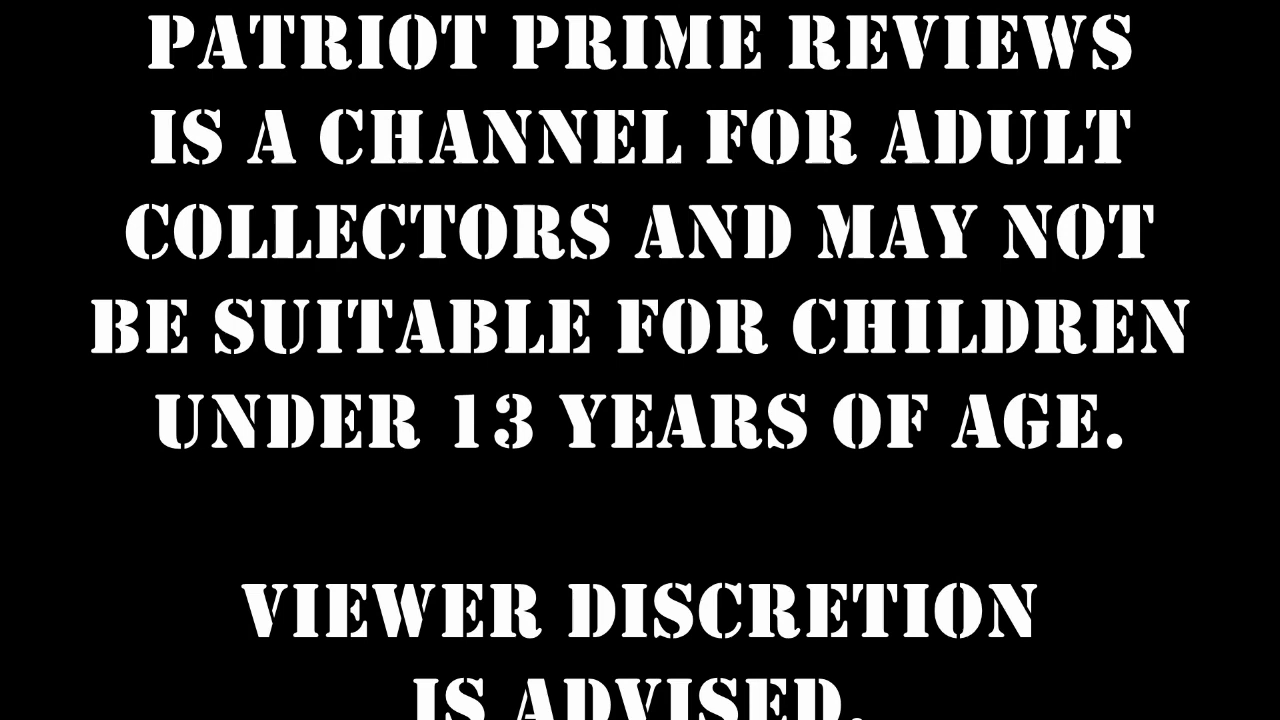 PATRIOT PRIME REVIEWS
IS A CHANNEL FOR ADULT
COLLECTORS AND MAY NOT
BE SUITABLE FOR CHILDREN
UNDER 13 YEARS OF AGE.
VIEWER DISCRETION
IS ADVISED.